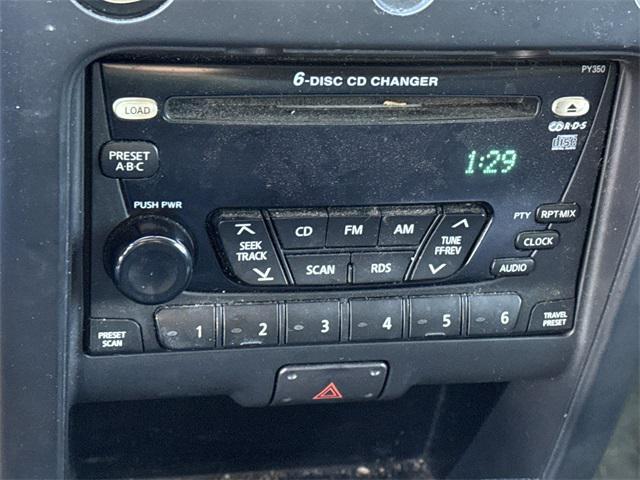 PY350
6-DISC CD CHANGER
LOAD
R·D·S
disc
1:29
PRESET
A·B·C
PUSH PWR
SEEK
TRACK
CD
FM
AM
TUNE
FF·REV
SCAN
RDS
PTY
RPT-MIX
CLOCK
AUDIO
PRESET
SCAN
1
2
3
4
5
6
TRAVEL
PRESET